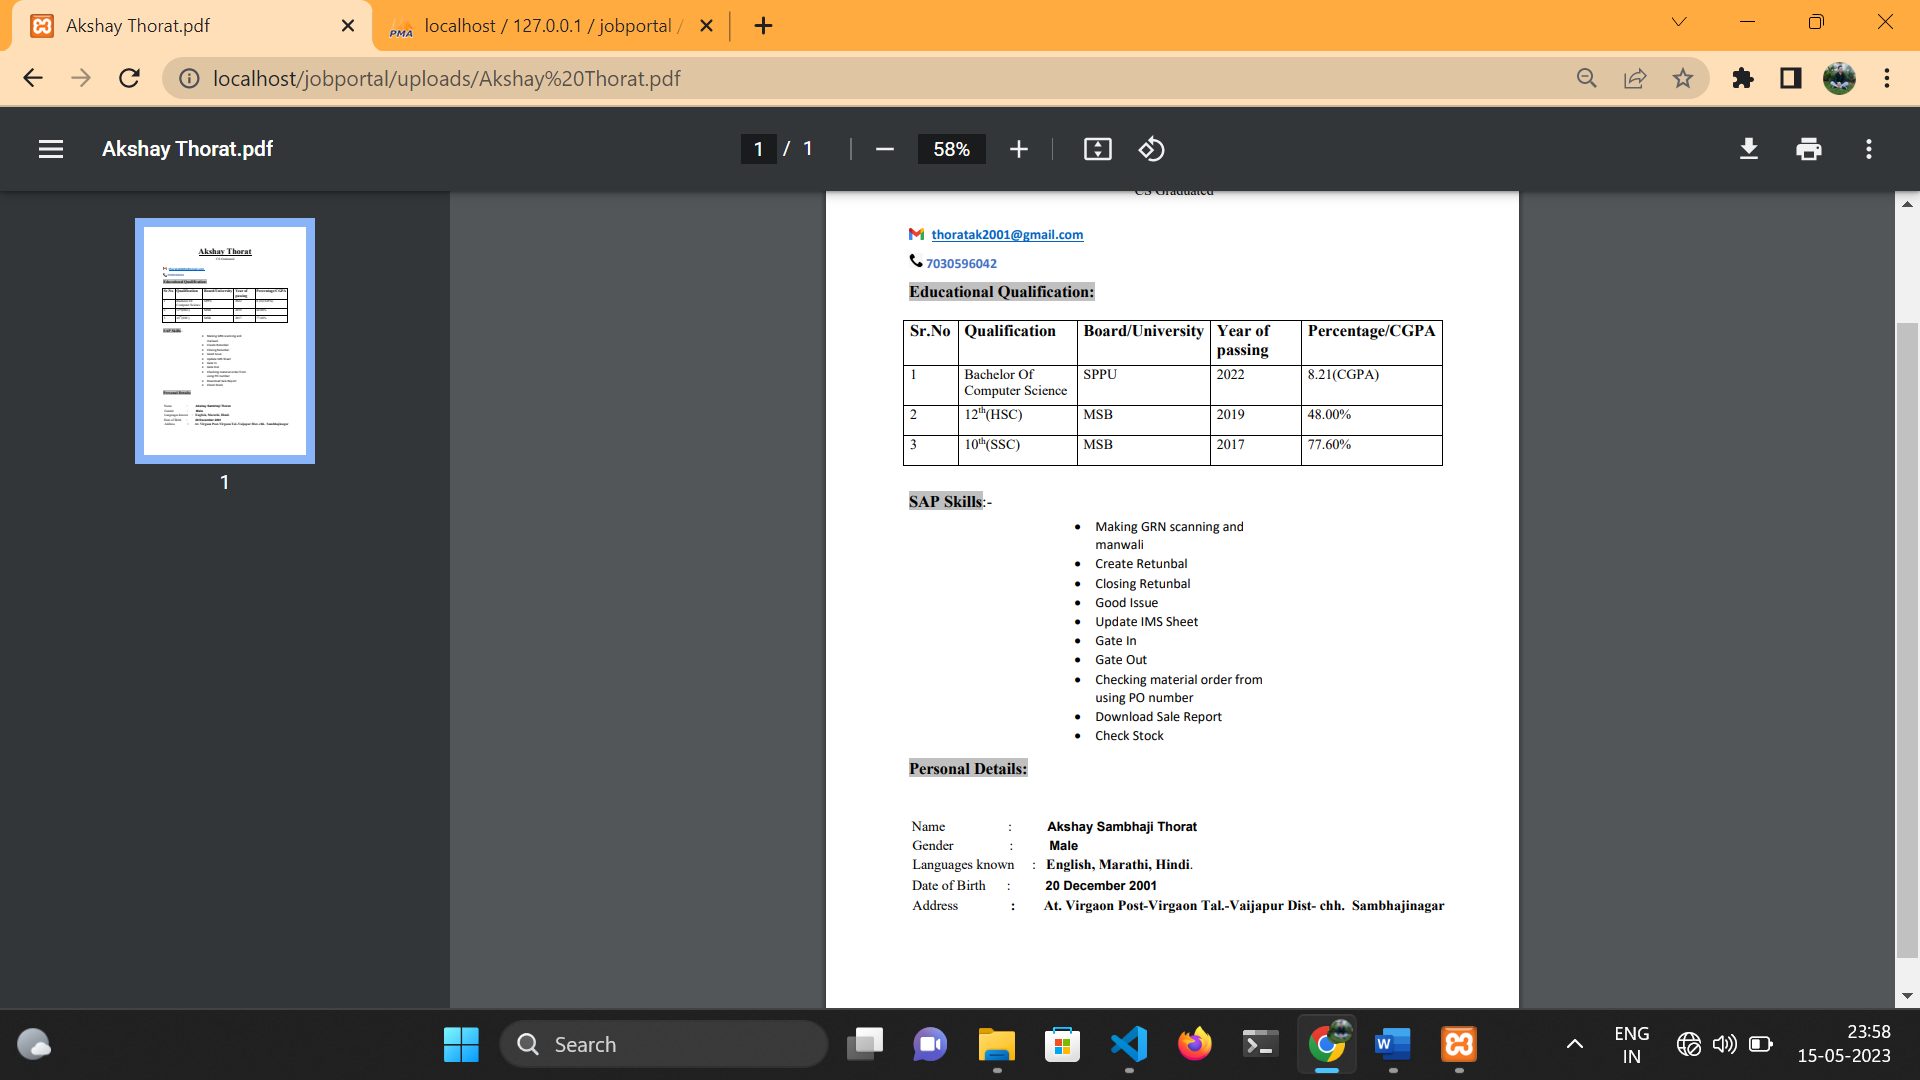 Akshay Thorat.pdf
PMA localhost / 127.0.0.1 / jobportal /
localhost/jobportal/uploads/Akshay%20Thorat.pdf
Akshay Thorat.pdf
1 / 1
58%
Akshay Thorat
1
CS Graduated
thoratak2001@gmail.com
7030596042
Educational Qualification:
Sr.No Qualification Board/University Year of passing Percentage/CGPA
1 Bachelor Of Computer Science SPPU 2022 8.21(CGPA)
2 12th(HSC) MSB 2019 48.00%
3 10th(SSC) MSB 2017 77.60%
SAP Skills:-
• Making GRN scanning and
manwali
• Create Retunbal
• Closing Retunbal
• Good Issue
• Update IMS Sheet
• Gate In
• Gate Out
• Checking material order from
using PO number
• Download Sale Report
• Check Stock
Personal Details:
Name : Akshay Sambhaji Thorat
Gender : Male
Languages known : English, Marathi, Hindi.
Date of Birth : 20 December 2001
Address : At. Virgaon Post-Virgaon Tal.-Vaijapur Dist- chh. Sambhajinagar
Search
ENG
IN
23:58
15-05-2023